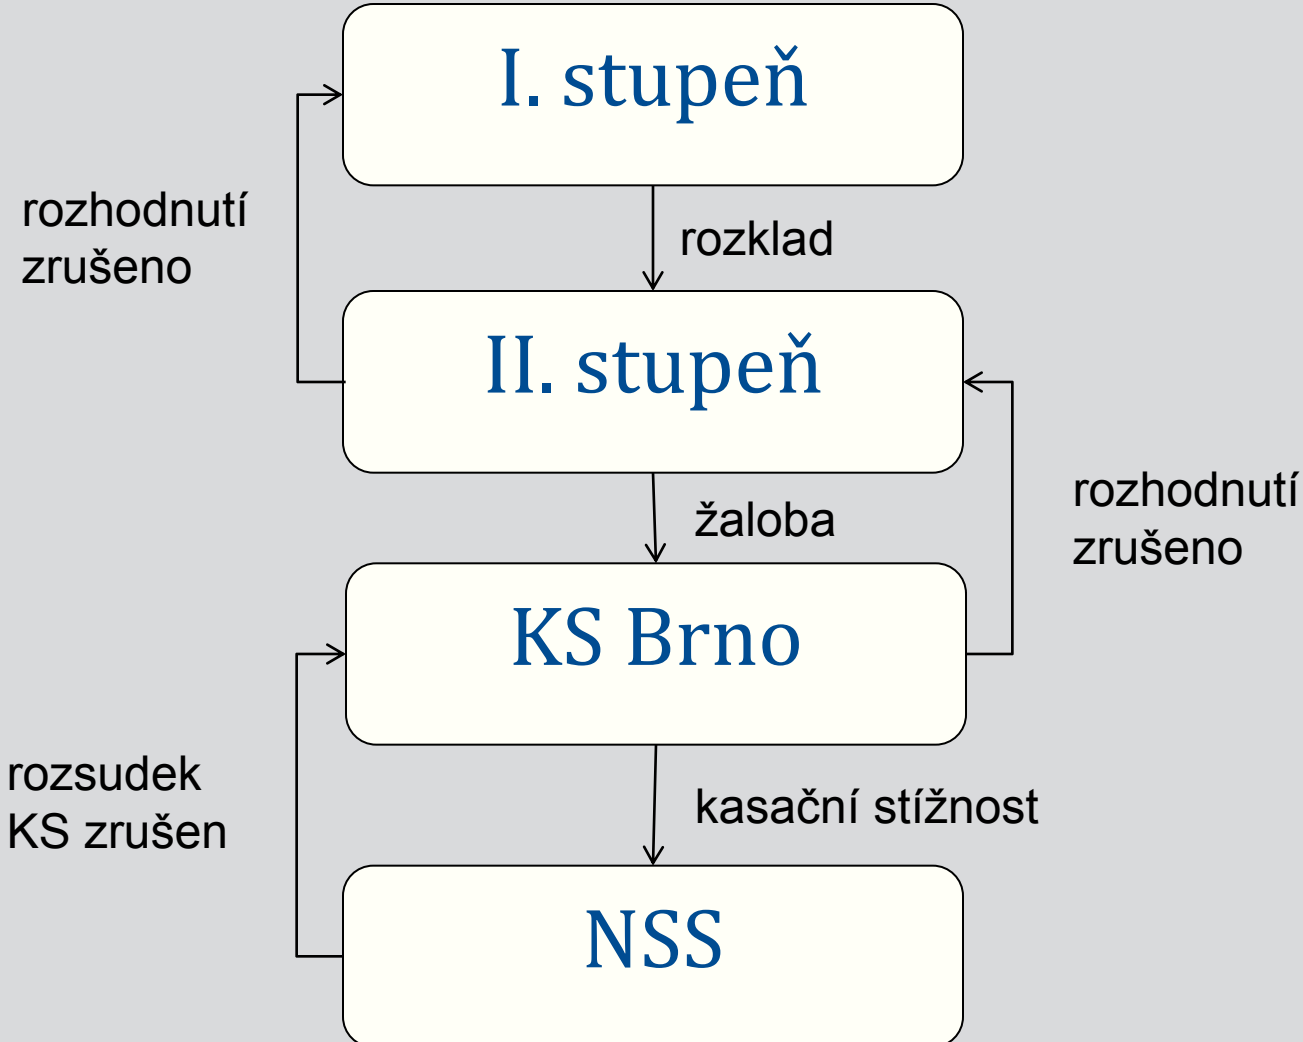 I. stupeň
rozhodnutí
zrušeno
rozklad
II. stupeň
žaloba
rozhodnutí
zrušeno
KS Brno
rozsudek
KS zrušen
kasační stížnost
NSS